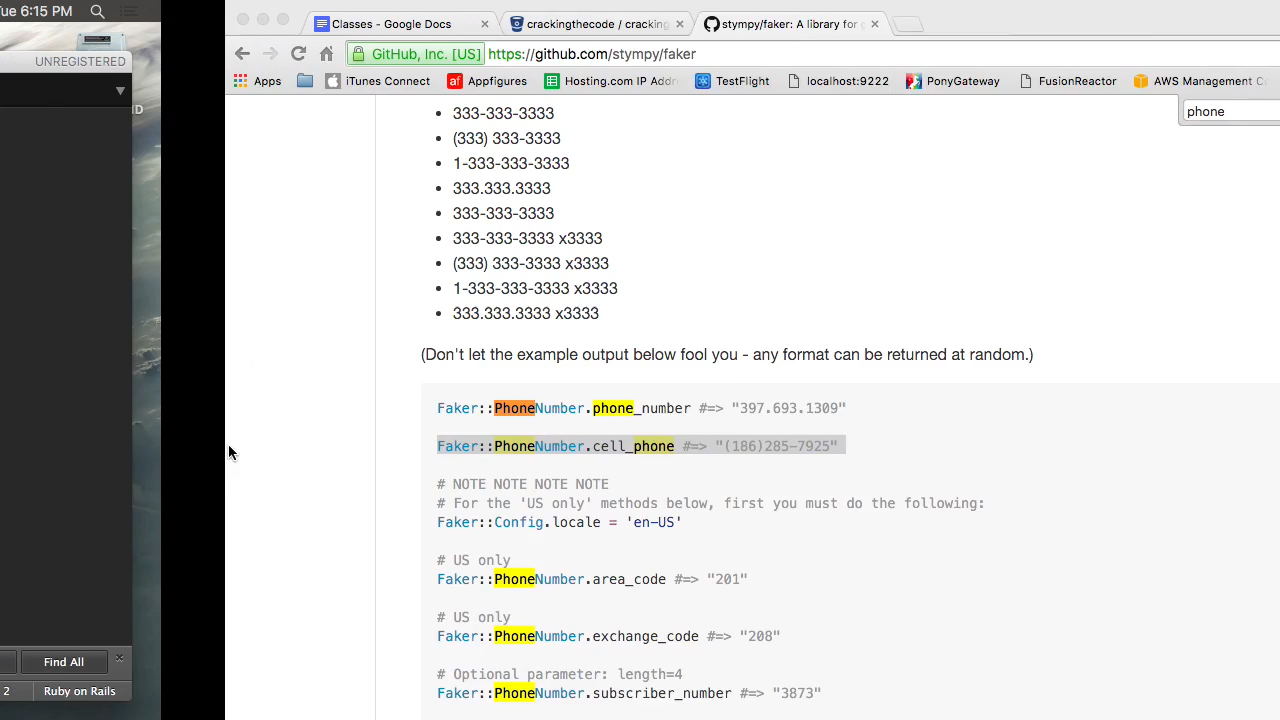 Tue 6:15 PM
UNREGISTERED
Find All
2
Ruby on Rails
Classes - Google Docs
crackingthecode / cracking
stympy/faker: A library for
GitHub, Inc. [US]
https://github.com/stympy/faker
Apps
iTunes Connect
Appfigures
Hosting.com IP Addr
TestFlight
localhost:9222
PonyGateway
FusionReactor
AWS Management Co
phone
333-333-3333
(333) 333-3333
1-333-333-3333
333.333.3333
333-333-3333
333-333-3333 x3333
(333) 333-3333 x3333
1-333-333-3333 x3333
333.333.3333 x3333
(Don't let the example output below fool you - any format can be returned at random.)
Faker::PhoneNumber.phone_number #=> "397.693.1309"
Faker::PhoneNumber.cell_phone #=> "(186)285-7925"
# NOTE NOTE NOTE NOTE
# For the 'US only' methods below, first you must do the following:
Faker::Config.locale = 'en-US'
# US only
Faker::PhoneNumber.area_code #=> "201"
# US only
Faker::PhoneNumber.exchange_code #=> "208"
# Optional parameter: length=4
Faker::PhoneNumber.subscriber_number #=> "3873"